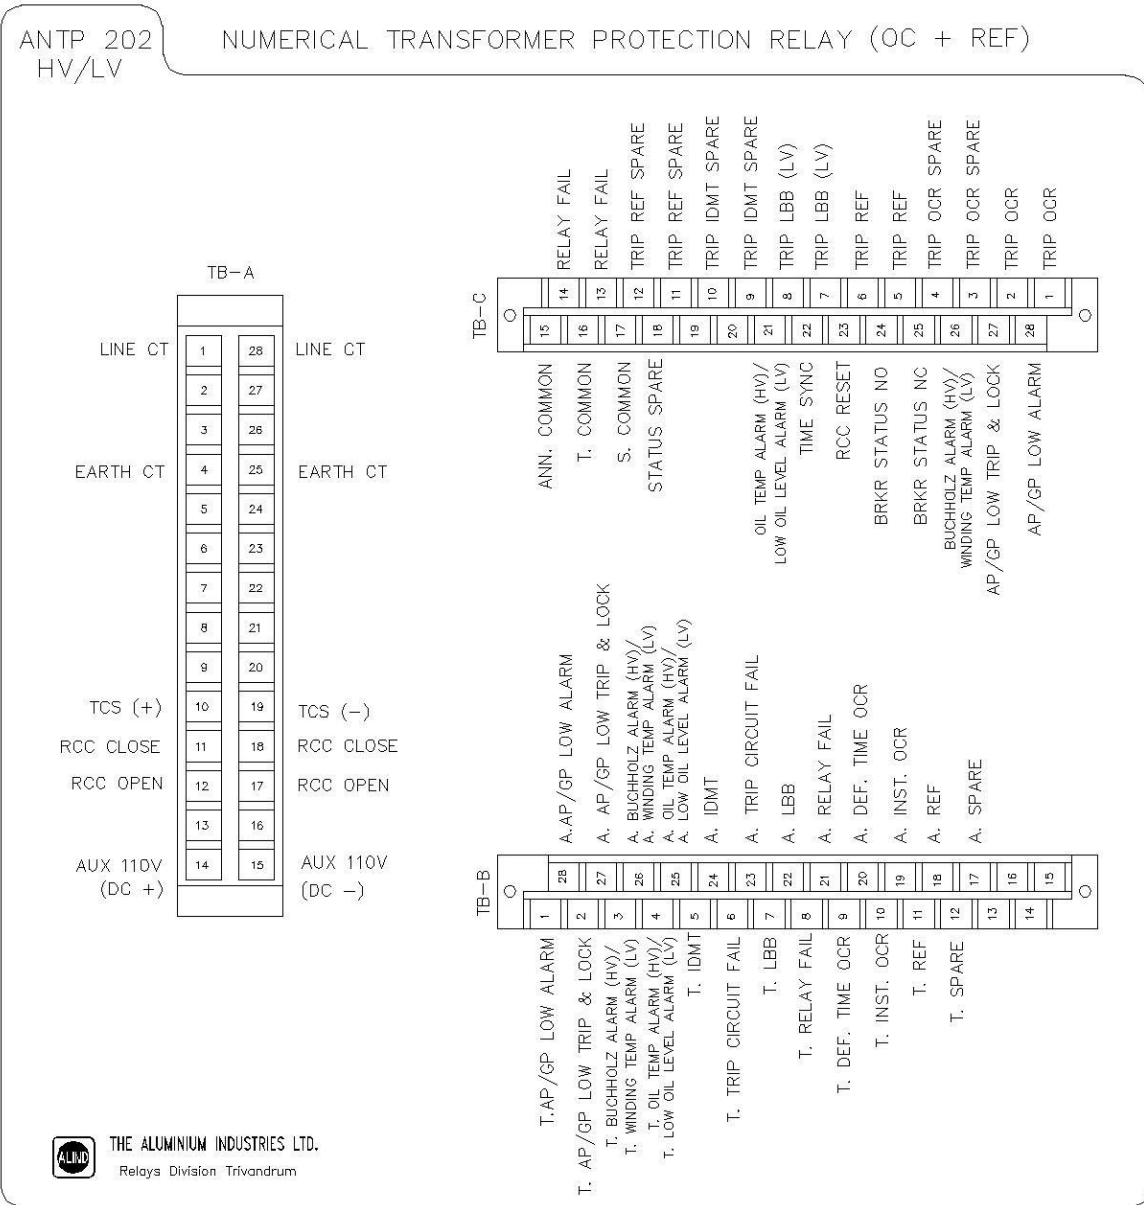 ANTP 202
HV/LV
NUMERICAL TRANSFORMER PROTECTION RELAY (OC + REF)
TB-A
LINE CT 1 28 LINE CT
2 27
3 26
EARTH CT 4 25 EARTH CT
5 24
6 23
7 22
8 21
9 20
TCS (+) 10 19 TCS (-)
RCC CLOSE 11 18 RCC CLOSE
RCC OPEN 12 17 RCC OPEN
13 16
AUX 110V 14 15 AUX 110V
(DC +) (DC -)
TB-C
RELAY FAIL
RELAY FAIL
TRIP REF SPARE
TRIP REF SPARE
TRIP IDMT SPARE
TRIP IDMT SPARE
TRIP LBB (LV)
TRIP LBB (LV)
TRIP REF
TRIP REF
TRIP OCR SPARE
TRIP OCR SPARE
TRIP OCR
TRIP OCR
14 13 12 11 10 9 8 7 6 5 4 3 2 1
15 16 17 18 19 20 21 22 23 24 25 26 27 28
ANN. COMMON
T. COMMON
S. COMMON
STATUS SPARE
OIL TEMP ALARM (HV)/
LOW OIL LEVEL ALARM (LV)
TIME SYNC
RCC RESET
BRKR STATUS NO
BRKR STATUS NC
BUCHHOLZ ALARM (HV)/
WINDING TEMP ALARM (LV)
AP/GP LOW TRIP & LOCK
AP/GP LOW ALARM
TB-B
A.AP/GP LOW ALARM
A. AP/GP LOW TRIP & LOCK
A. BUCHHOLZ ALARM (HV)/
A. WINDING TEMP ALARM (LV)
A. OIL TEMP ALARM (HV)/
A. LOW OIL LEVEL ALARM (LV)
A. IDMT
A. TRIP CIRCUIT FAIL
A. LBB
A. RELAY FAIL
A. DEF. TIME OCR
A. INST. OCR
A. REF
A. SPARE
28 27 26 25 24 23 22 21 20 19 18 17 16 15
1 2 3 4 5 6 7 8 9 10 11 12 13 14
T.AP/GP LOW ALARM
T. AP/GP LOW TRIP & LOCK
T. BUCHHOLZ ALARM (HV)/
T. WINDING TEMP ALARM (LV)
T. OIL TEMP ALARM (HV)/
T. LOW OIL LEVEL ALARM (LV)
T. IDMT
T. TRIP CIRCUIT FAIL
T. LBB
T. RELAY FAIL
T. DEF. TIME OCR
T. INST. OCR
T. REF
T. SPARE
ALIND
THE ALUMINIUM INDUSTRIES LTD.
Relays Division Trivandrum